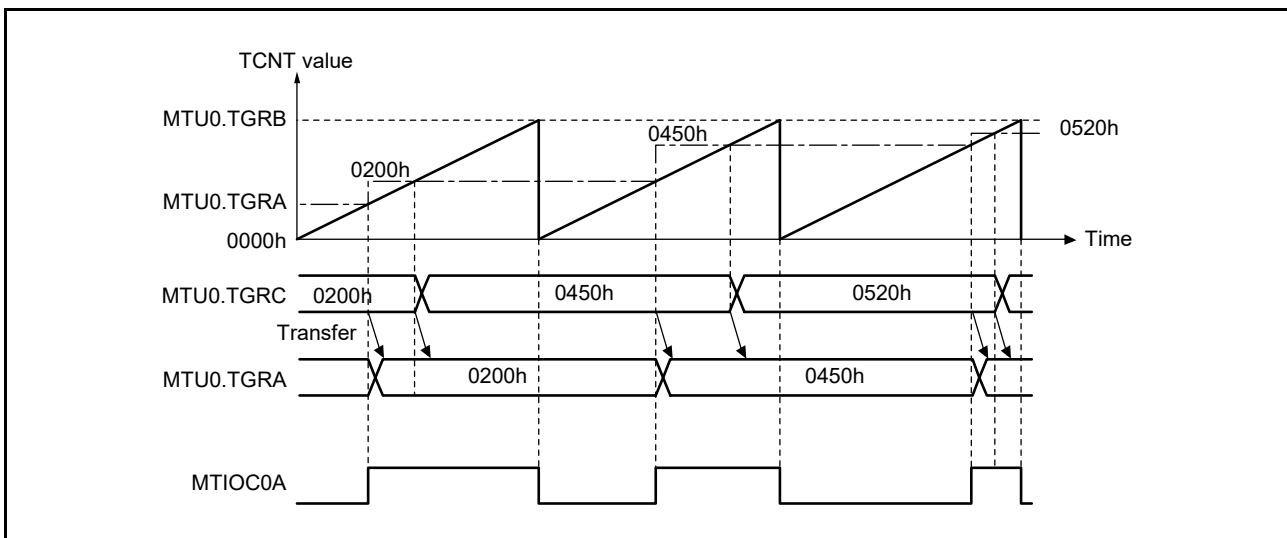 TCNT value
MTU0.TGRB
0520h
0450h
0200h
MTU0.TGRA
0000h
Time
MTU0.TGRC
0200h
0450h
0520h
Transfer
MTU0.TGRA
0200h
0450h
MTIOC0A